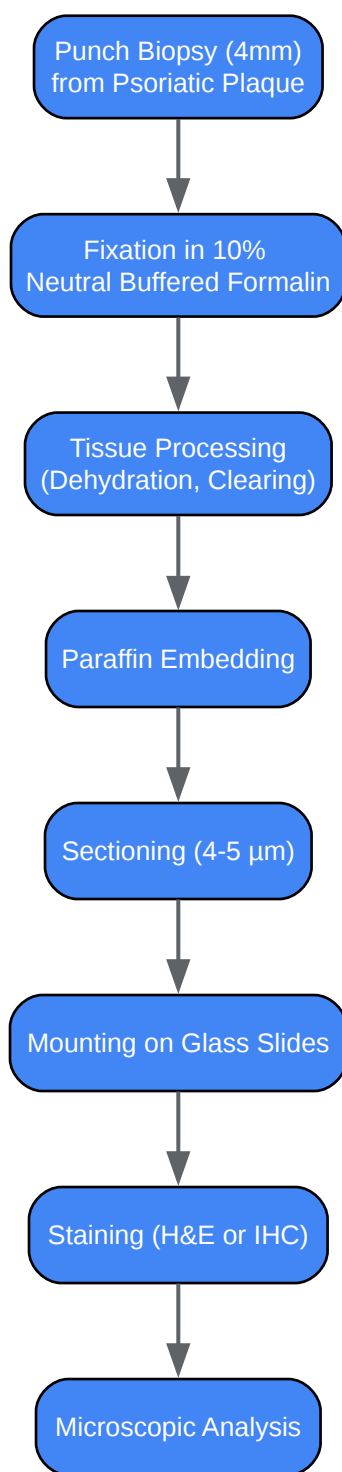 Punch Biopsy (4mm)
from Psoriatic Plaque
Fixation in 10%
Neutral Buffered Formalin
Tissue Processing
(Dehydration, Clearing)
Paraffin Embedding
Sectioning (4-5 µm)
Mounting on Glass Slides
Staining (H&E or IHC)
Microscopic Analysis